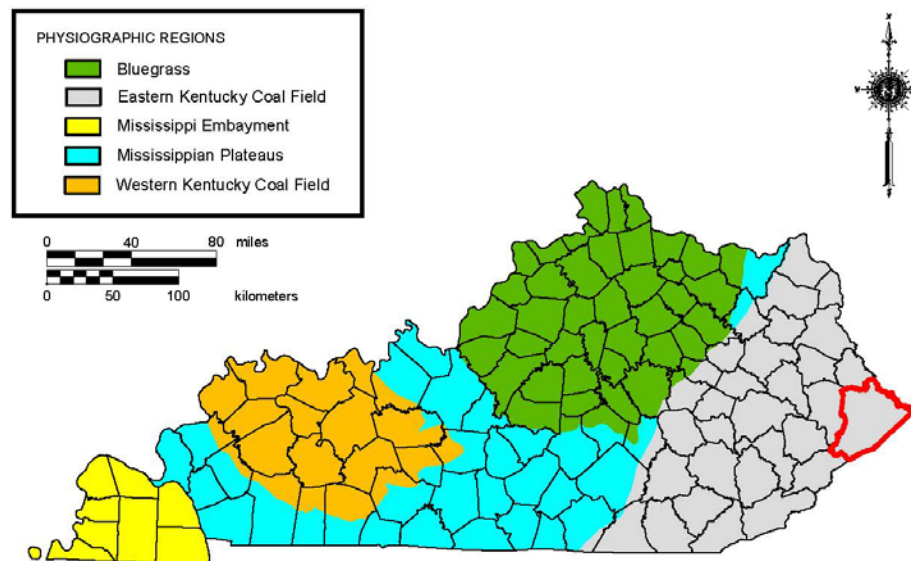 PHYSIOGRAPHIC REGIONS
Bluegrass
Eastern Kentucky Coal Field
Mississippi Embayment
Mississippian Plateaus
Western Kentucky Coal Field
0 40 80 miles
0 50 100
kilometers
N
S